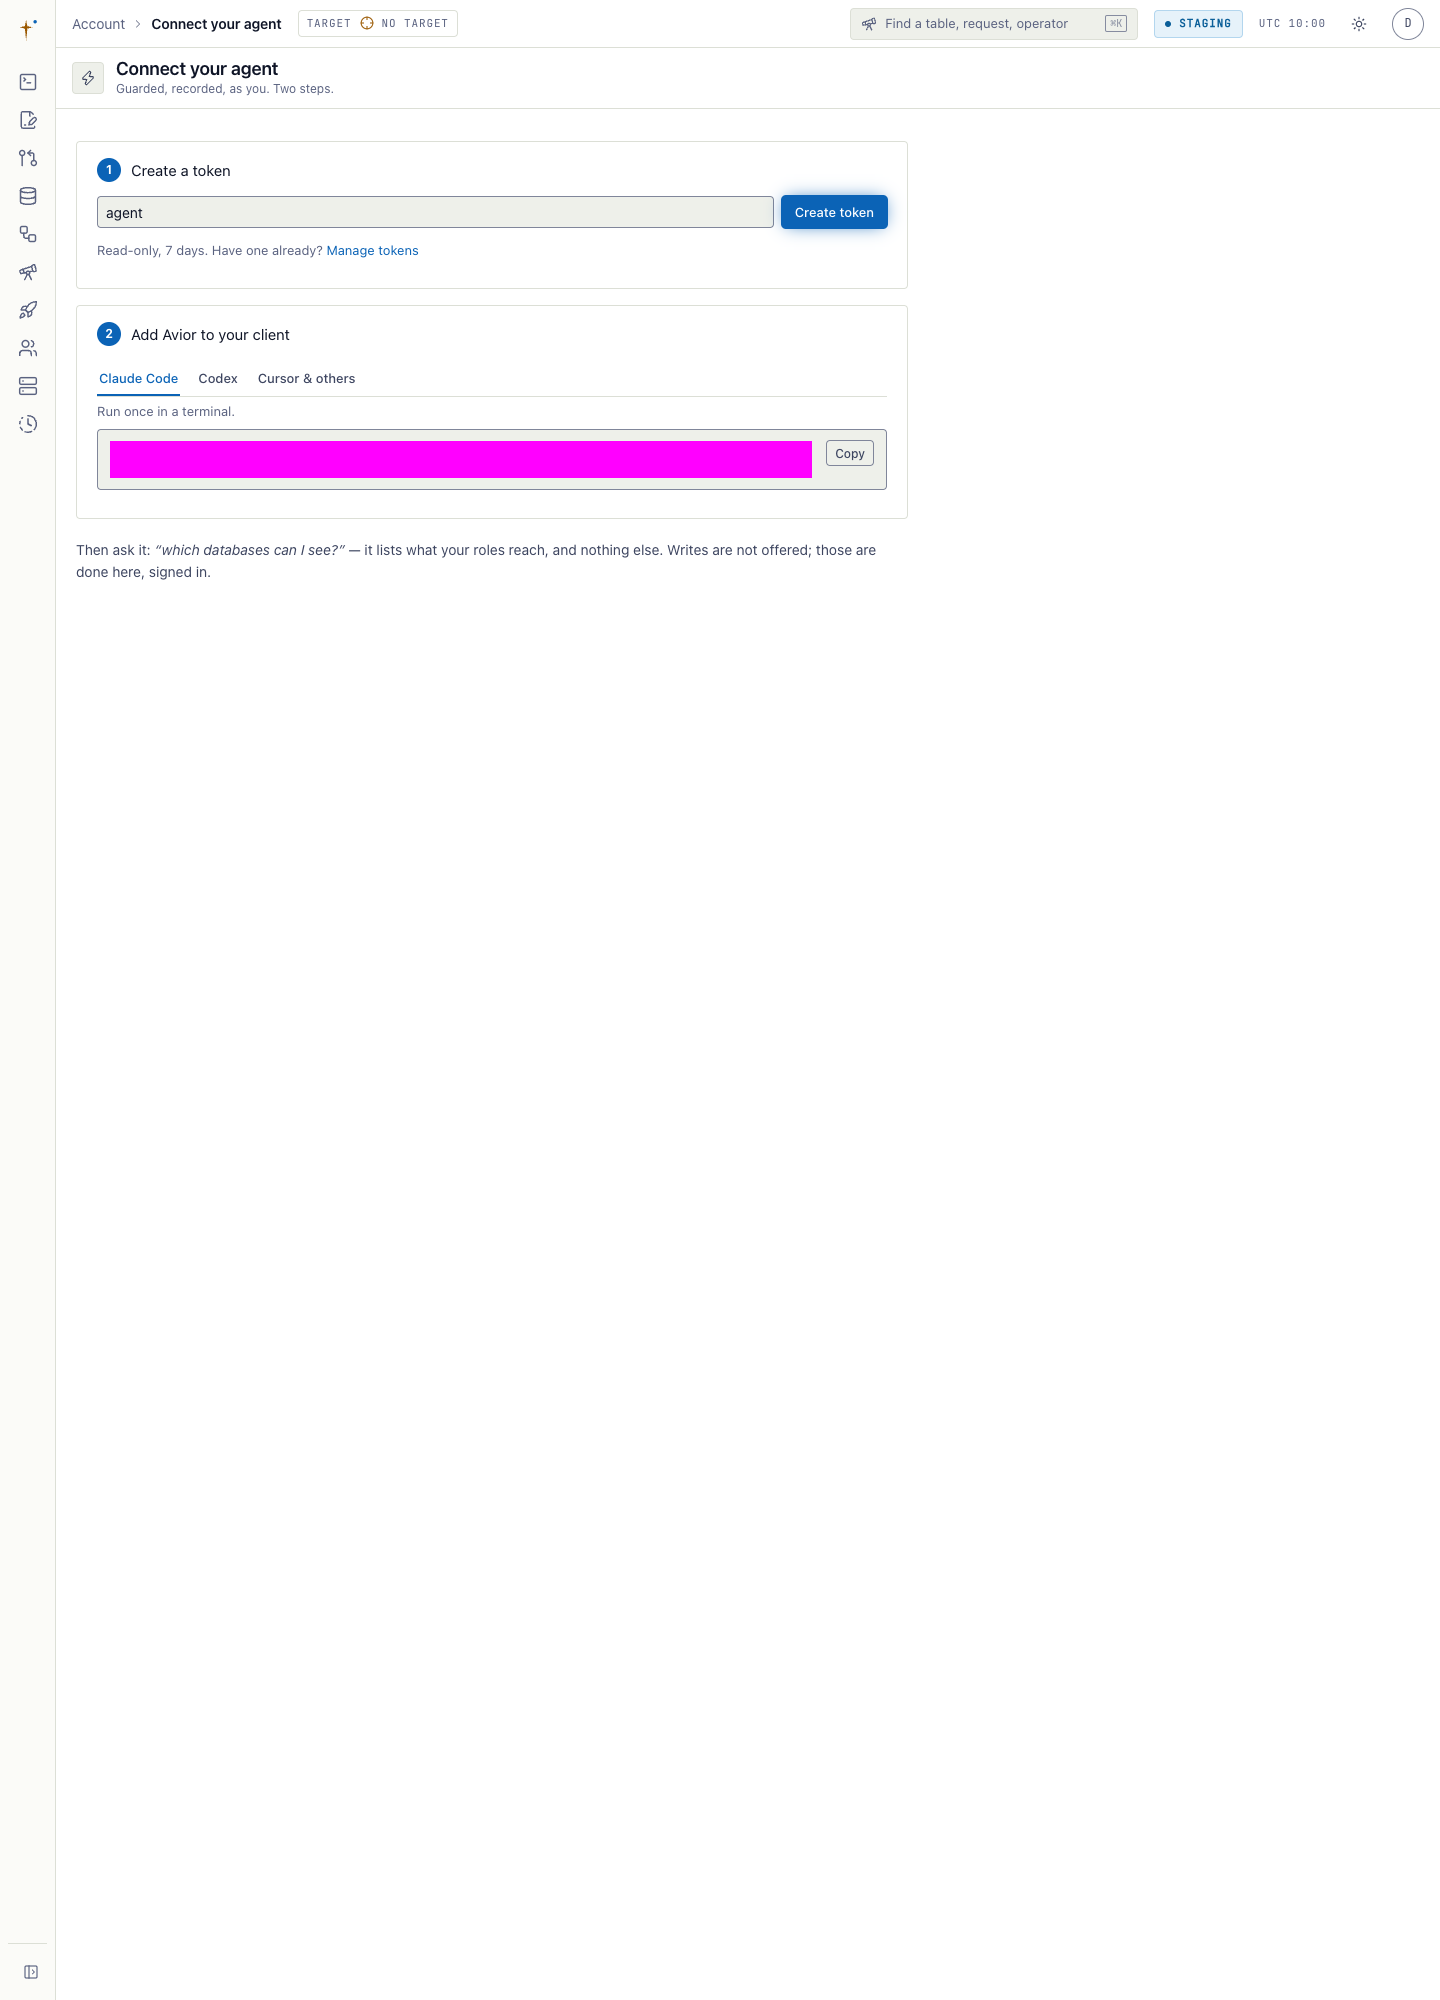 Account > Connect your agent
TARGET NO TARGET
Find a table, request, operator ⌘K
STAGING
UTC 10:00
D
Connect your agent
Guarded, recorded, as you. Two steps.
1 Create a token
agent
Create token
Read-only, 7 days. Have one already? Manage tokens
2 Add Avior to your client
Claude Code Codex Cursor & others
Run once in a terminal.
Copy
Then ask it: “which databases can I see?” — it lists what your roles reach, and nothing else. Writes are not offered; those are
done here, signed in.